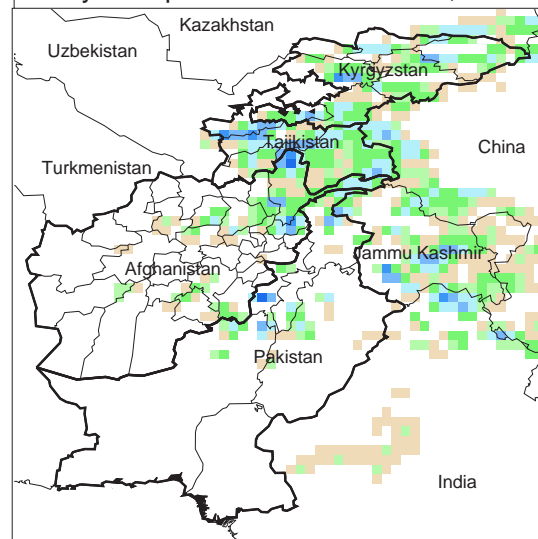 Kazakhstan
Uzbekistan
Kyrgyzstan
Tajikistan
China
Turkmenistan
Jammu Kashmir
Afghanistan
Pakistan
India